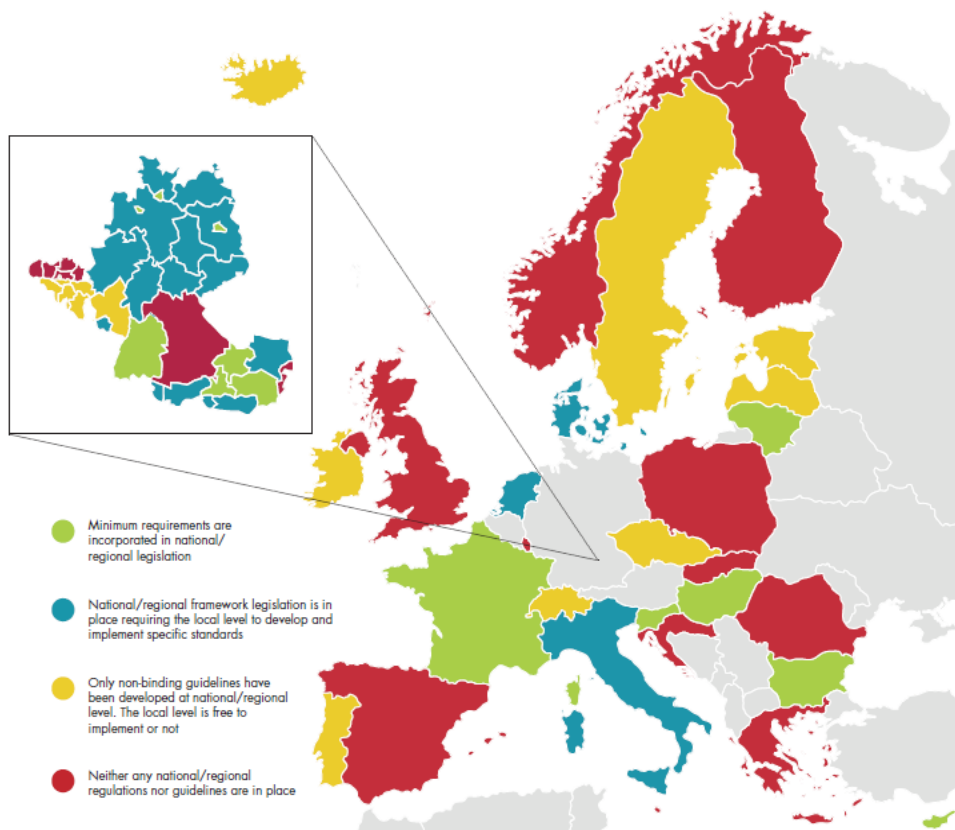 Minimum requirements are
incorporated in national/
regional legislation
National/regional framework legislation is in
place requiring the local level to develop and
implement specific standards
Only non-binding guidelines have
been developed at national/regional
level. The local level is free to
implement or not
Neither any national/regional
regulations nor guidelines are in place